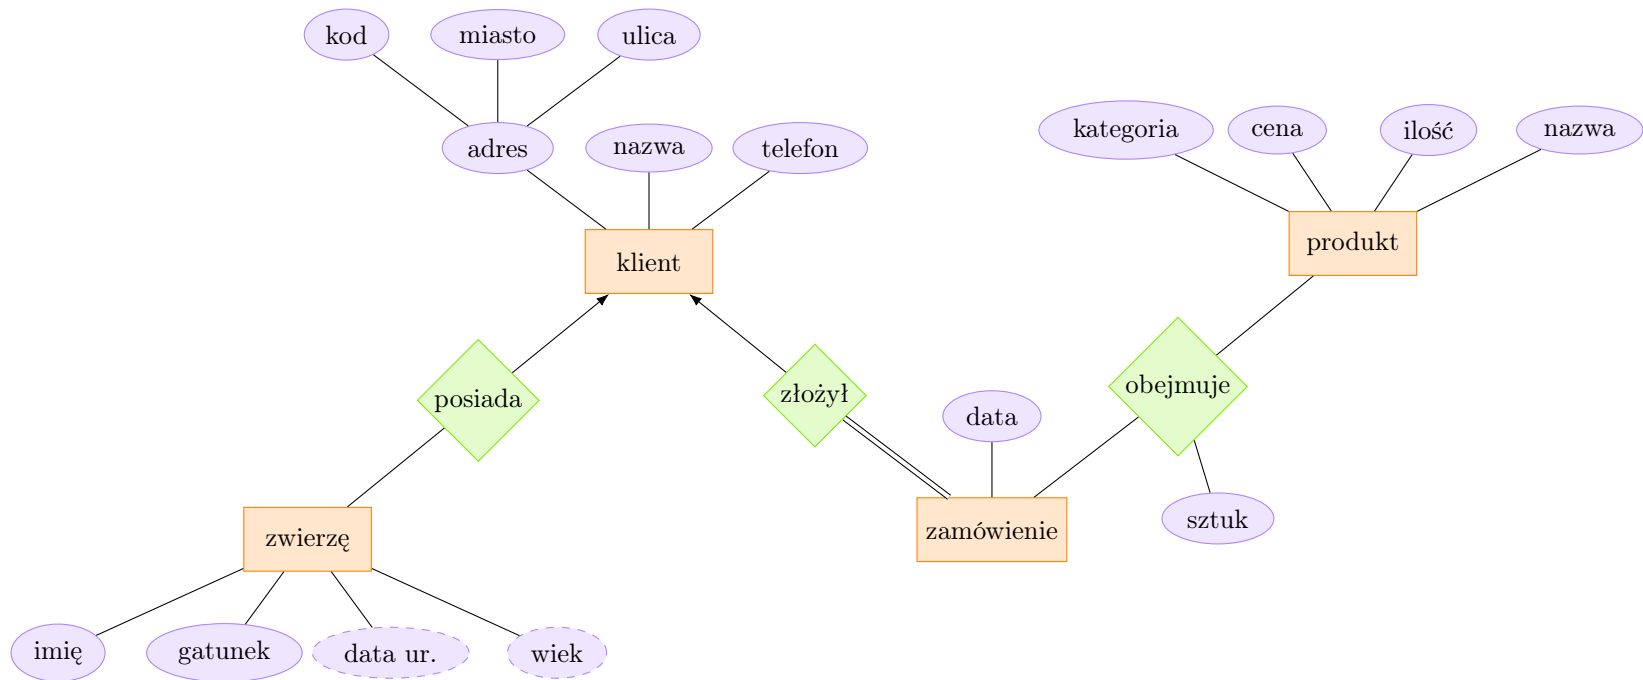 kod
miasto
ulica
kategoria
cena
ilość
nazwa
adres
nazwa
telefon
produkt
klient
posiada
złożył
obejmuje
data
sztuk
zamówienie
zwierzę
imię
gatunek
data ur.
wiek